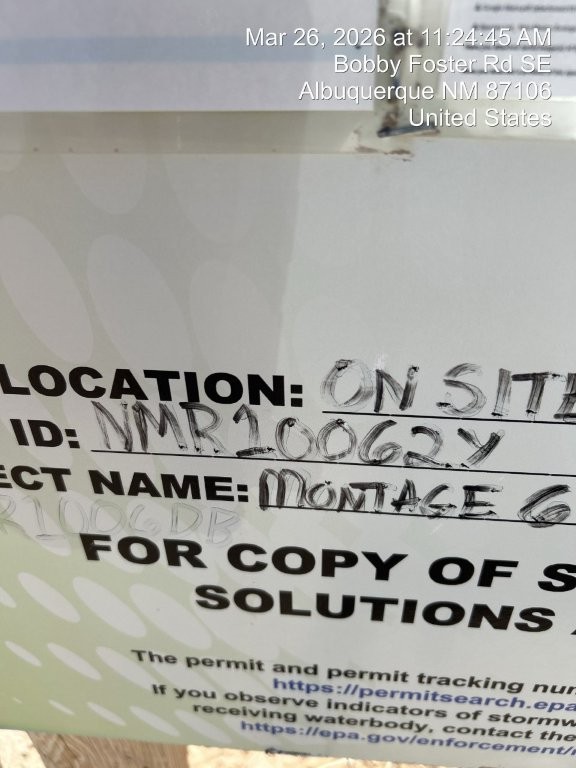 Mar 26, 2026 at 11:24:45 AM
Bobby Foster Rd SE
Albuquerque NM 87106
United States
LOCATION: ON SITE
ID: NMR10062Y
ECT NAME: MONTAGE 6
R1006DB
FOR COPY OF S
SOLUTIONS
The permit and permit tracking nu
https://permitsearch.epa
If you observe indicators of stormw
receiving waterbody, contact the
https://epa.gov/enforcement/